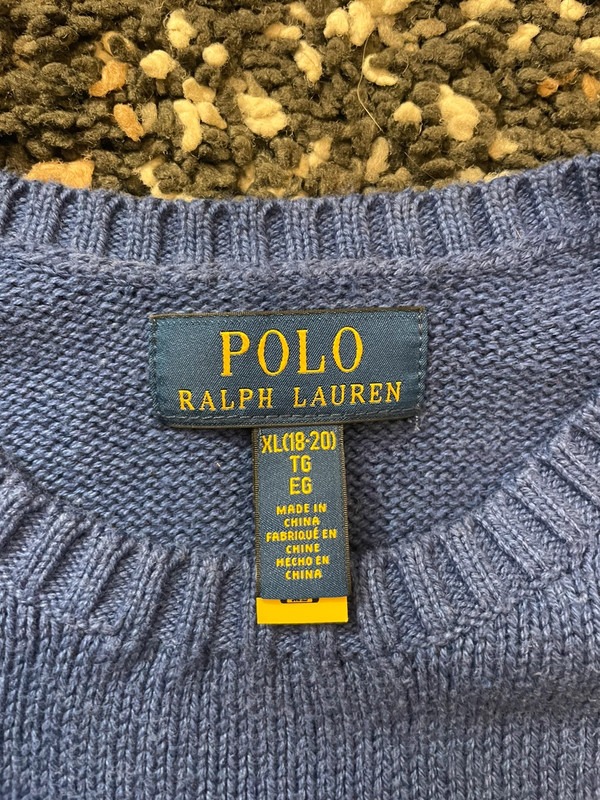 POLO
RALPH LAUREN
XL(18-20)
TG
EG
MADE IN
CHINA
FABRIQUÉ EN
CHINE
HECHO EN
CHINA